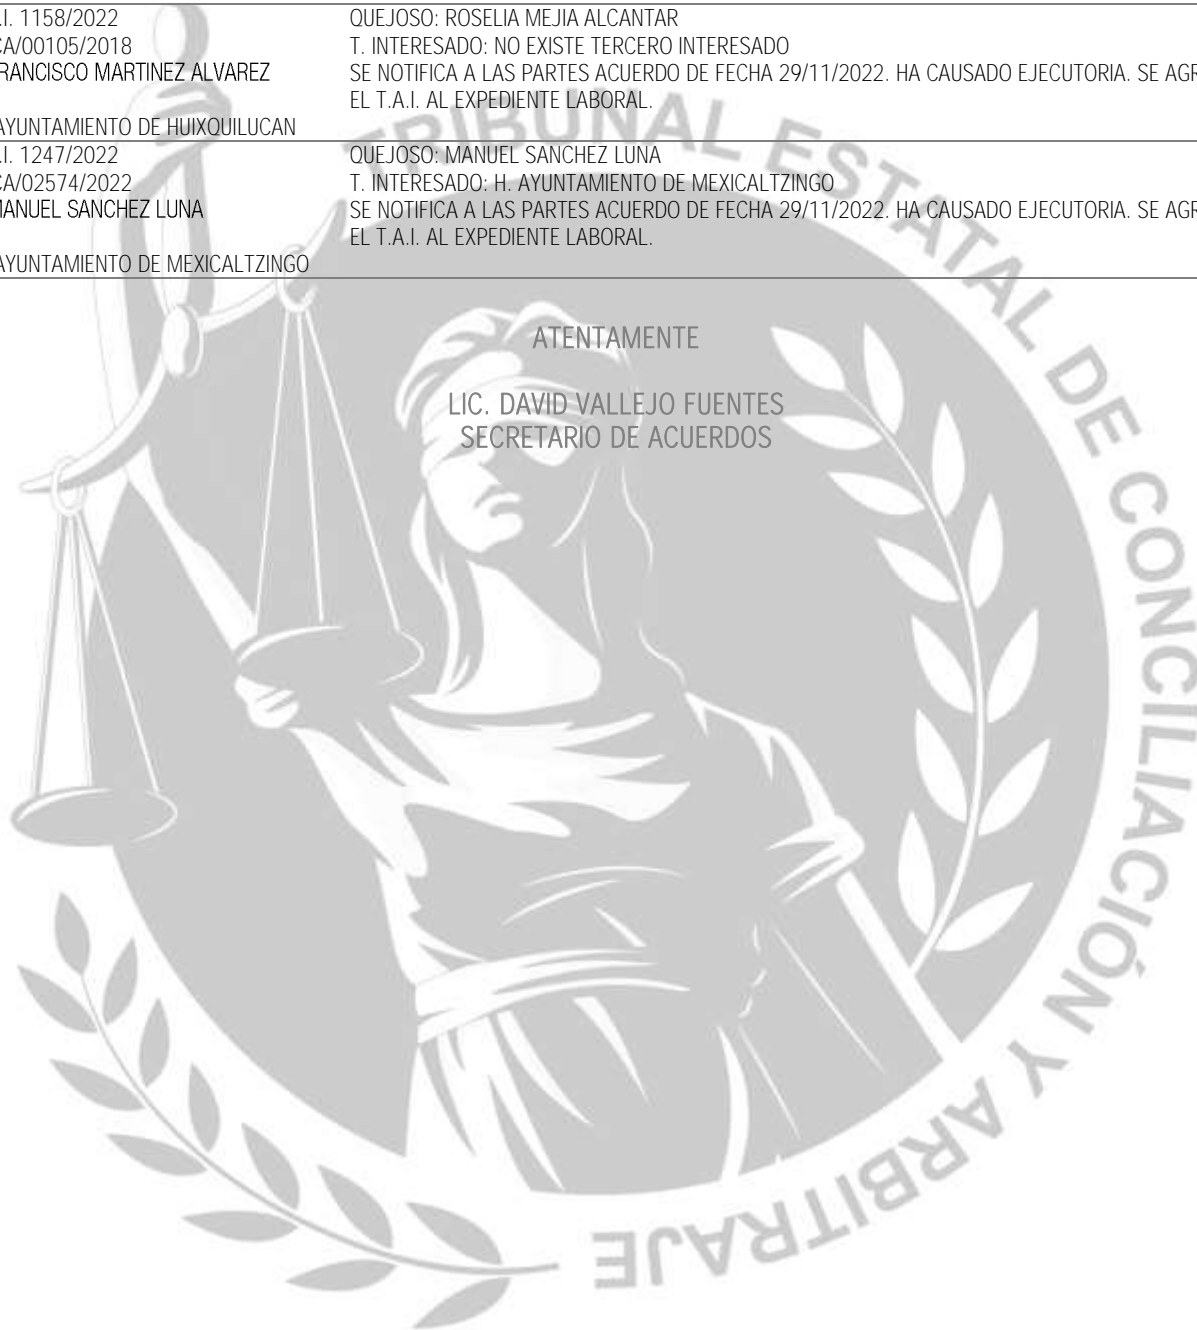 .I. 1158/2022 QUEJOSO: ROSELIA MEJIA ALCANTAR
CA/00105/2018 T. INTERESADO: NO EXISTE TERCERO INTERESADO
FRANCISCO MARTINEZ ALVAREZ SE NOTIFICA A LAS PARTES ACUERDO DE FECHA 29/11/2022. HA CAUSADO EJECUTORIA. SE AGR
EL T.A.I. AL EXPEDIENTE LABORAL.
AYUNTAMIENTO DE HUIXQUILUCAN
.I. 1247/2022 QUEJOSO: MANUEL SANCHEZ LUNA
CA/02574/2022 T. INTERESADO: H. AYUNTAMIENTO DE MEXICALTZINGO
MANUEL SANCHEZ LUNA SE NOTIFICA A LAS PARTES ACUERDO DE FECHA 29/11/2022. HA CAUSADO EJECUTORIA. SE AGR
EL T.A.I. AL EXPEDIENTE LABORAL.
AYUNTAMIENTO DE MEXICALTZINGO
ATENTAMENTE
LIC. DAVID VALLEJO FUENTES
SECRETARIO DE ACUERDOS
TRIBUNAL ESTATAL DE CONCILIACIÓN Y ARBITRAJE